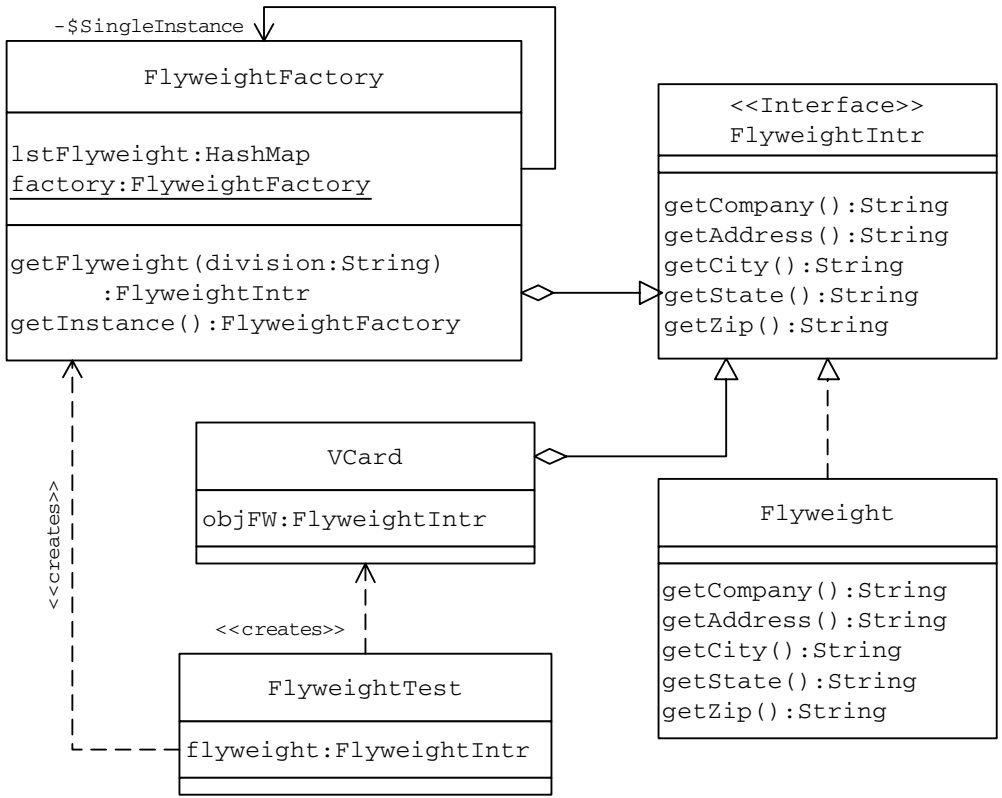 -$SingleInstance
FlyweightFactory
lstFlyweight:HashMap
factory:FlyweightFactory
getFlyweight(division:String)
:FlyweightIntr
getInstance():FlyweightFactory
<<Interface>>
FlyweightIntr
getCompany():String
getAddress():String
getCity():String
getState():String
getZip():String
VCard
objFW:FlyweightIntr
<<creates>>
<<creates>>
FlyweightTest
flyweight:FlyweightIntr
Flyweight
getCompany():String
getAddress():String
getCity():String
getState():String
getZip():String